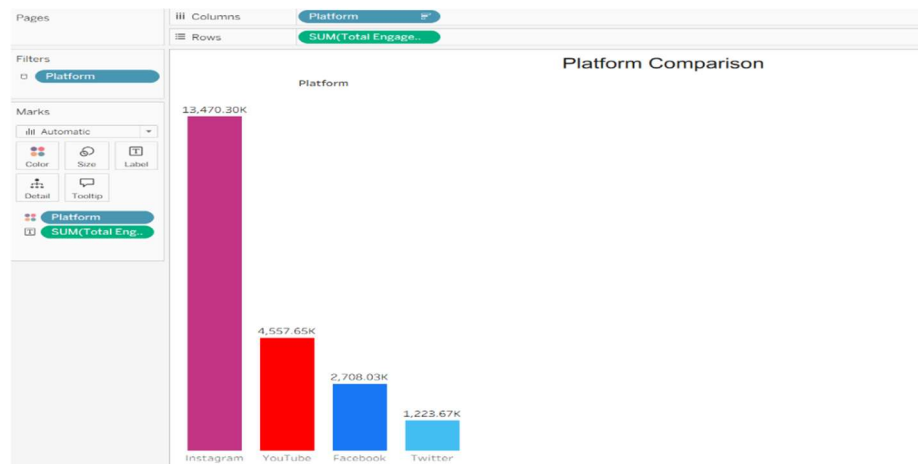 Pages
Columns
Platform
Rows
SUM(Total Engage..
Filters
Platform
Marks
Automatic
Color
Size
Label
Detail
Tooltip
Platform
SUM(Total Eng..
Platform Comparison
Platform
13,470.30K
4,557.65K
2,708.03K
1,223.67K
Instagram YouTube Facebook Twitter